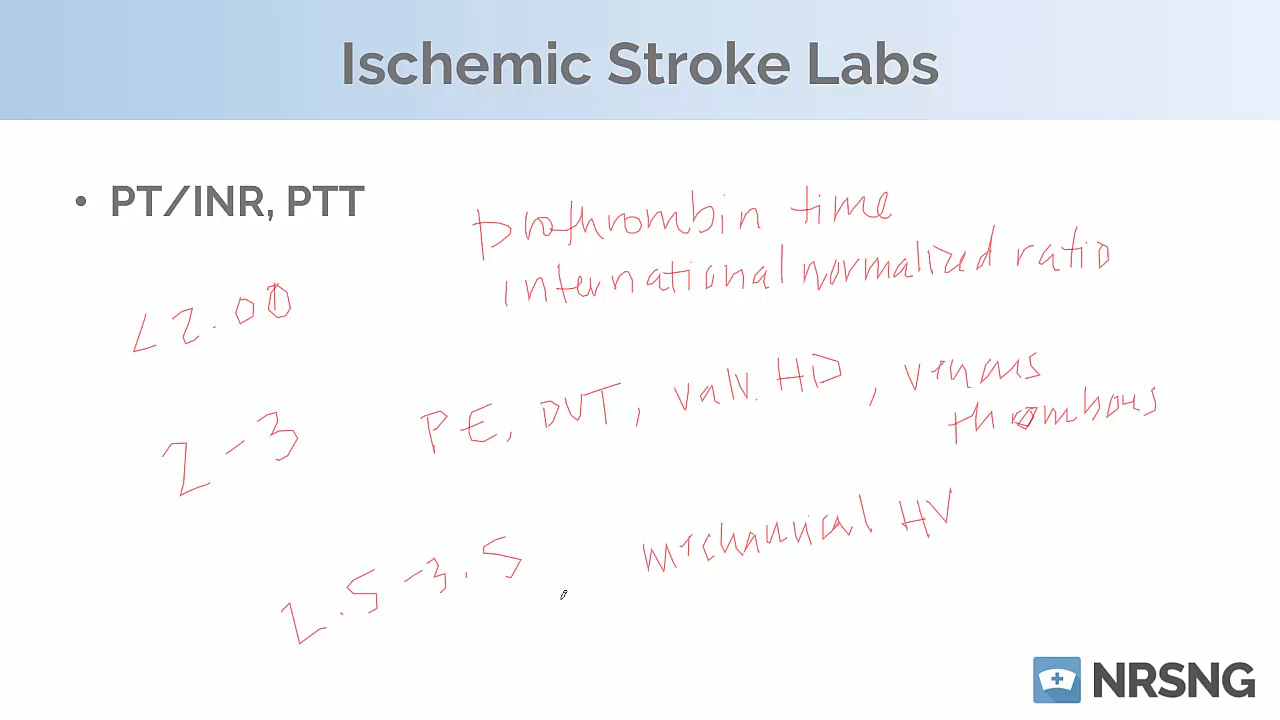 Ischemic Stroke Labs
• PT/INR, PTT
prothrombin time
international normalized ratio
<2.00
2-3 PE, DVT, valv. HD, venous
thrombous
2.5-3.5 mechannical HV
NRSNG